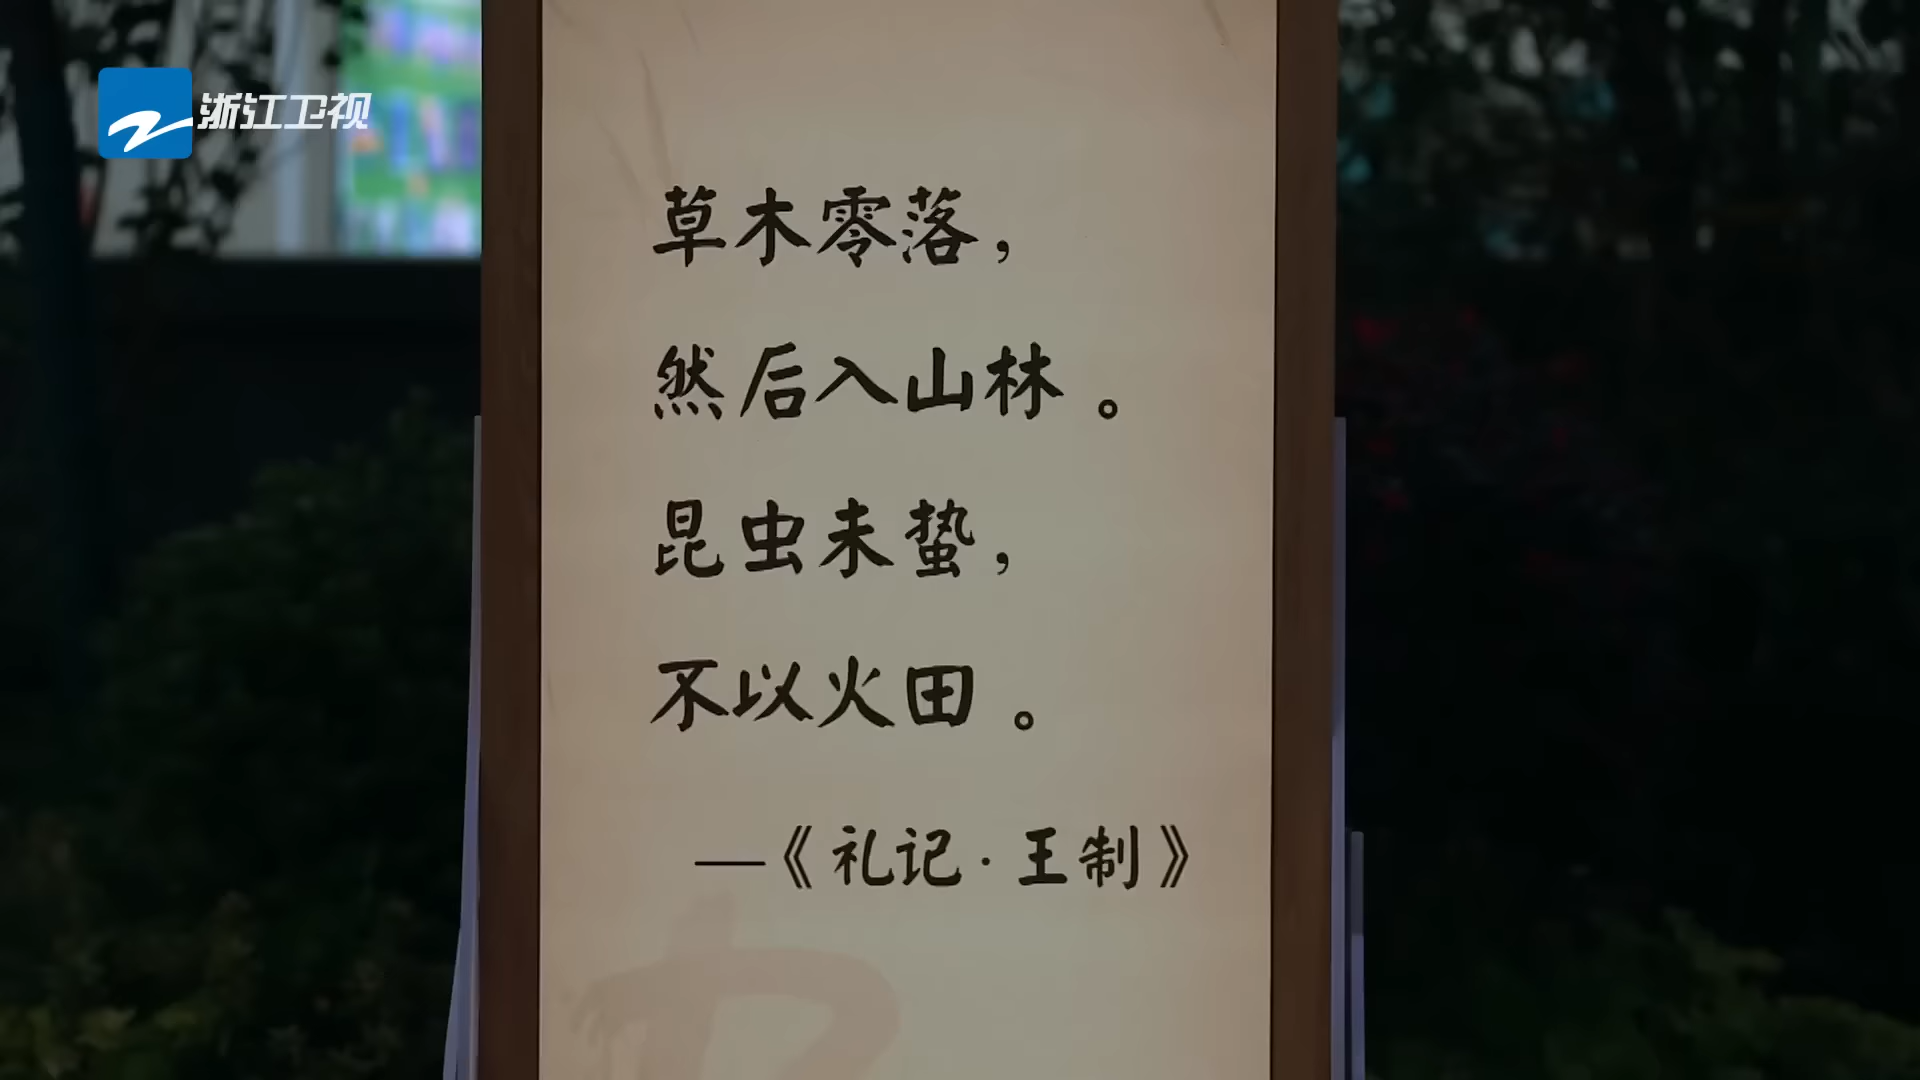 浙江卫视
草木零落，
然后入山林。
昆虫未蛰，
不以火田。
—《礼记·王制》